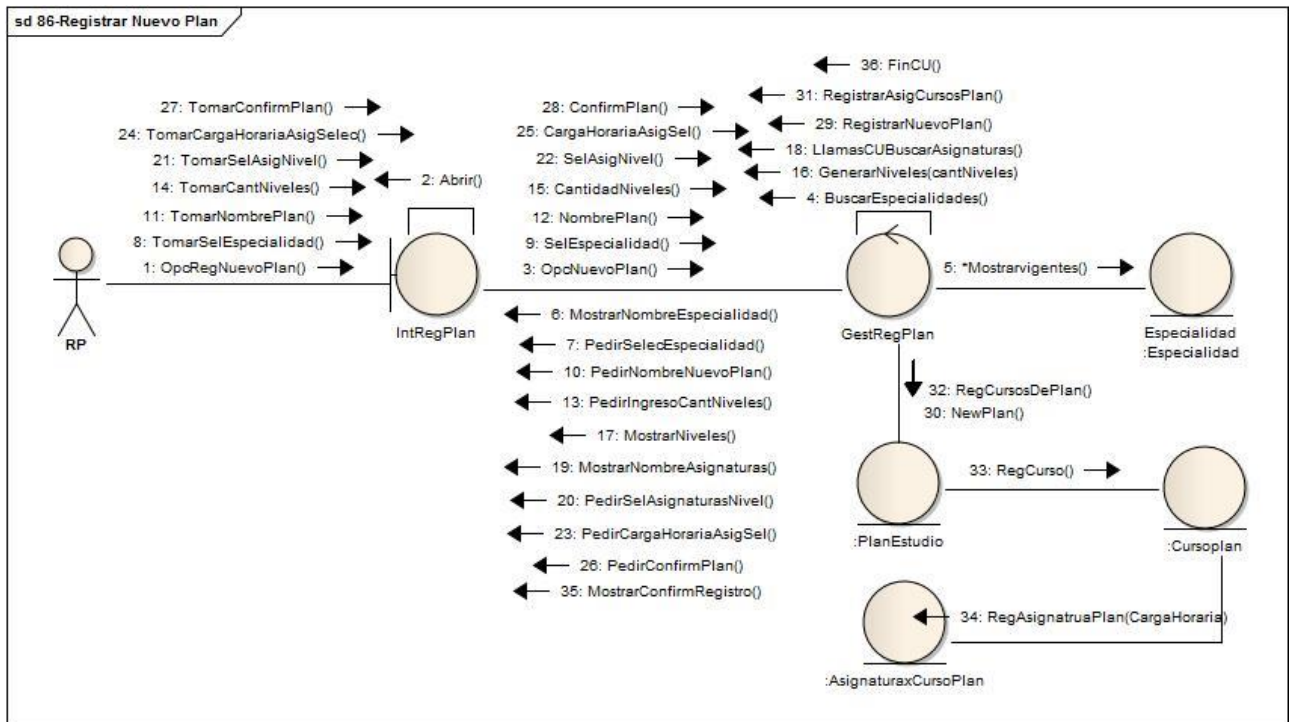 sd 86-Registrar Nuevo Plan
36: FinCU()
27: TomarConfirmPlan()
28: ConfirmPlan()
31: RegistrarAsigCursosPlan()
24: TomarCargaHorariaAsigSelec()
25: CargaHorariaAsigSel()
29: RegistrarNuevoPlan()
21: TomarSelAsigNivel()
22: SelAsigNivel()
18: LlamasCUBuscarAsignaturas()
14: TomarCantNiveles()
2: Abrir()
15: CantidadNiveles()
16: GenerarNiveles(cantNiveles)
4: BuscarEspecialidades()
11: TomarNombrePlan()
12: NombrePlan()
8: TomarSelEspecialidad()
9: SelEspecialidad()
1: OpcRegNuevoPlan()
3: OpcNuevoPlan()
5: *Mostrarvigentes()
RP
IntRegPlan
GestRegPlan
Especialidad
:Especialidad
6: MostrarNombreEspecialidad()
7: PedirSelecEspecialidad()
10: PedirNombreNuevoPlan()
13: PedirIngresoCantNiveles()
17: MostrarNiveles()
19: MostrarNombreAsignaturas()
20: PedirSelAsignaturasNivel()
23: PedirCargaHorariaAsigSel()
26: PedirConfirmPlan()
35: MostrarConfirmRegistro()
32: RegCursosDePlan()
30: NewPlan()
33: RegCurso()
:PlanEstudio
:Cursoplan
34: RegAsignatruaPlan(CargaHoraria)
:AsignaturaxCursoPlan